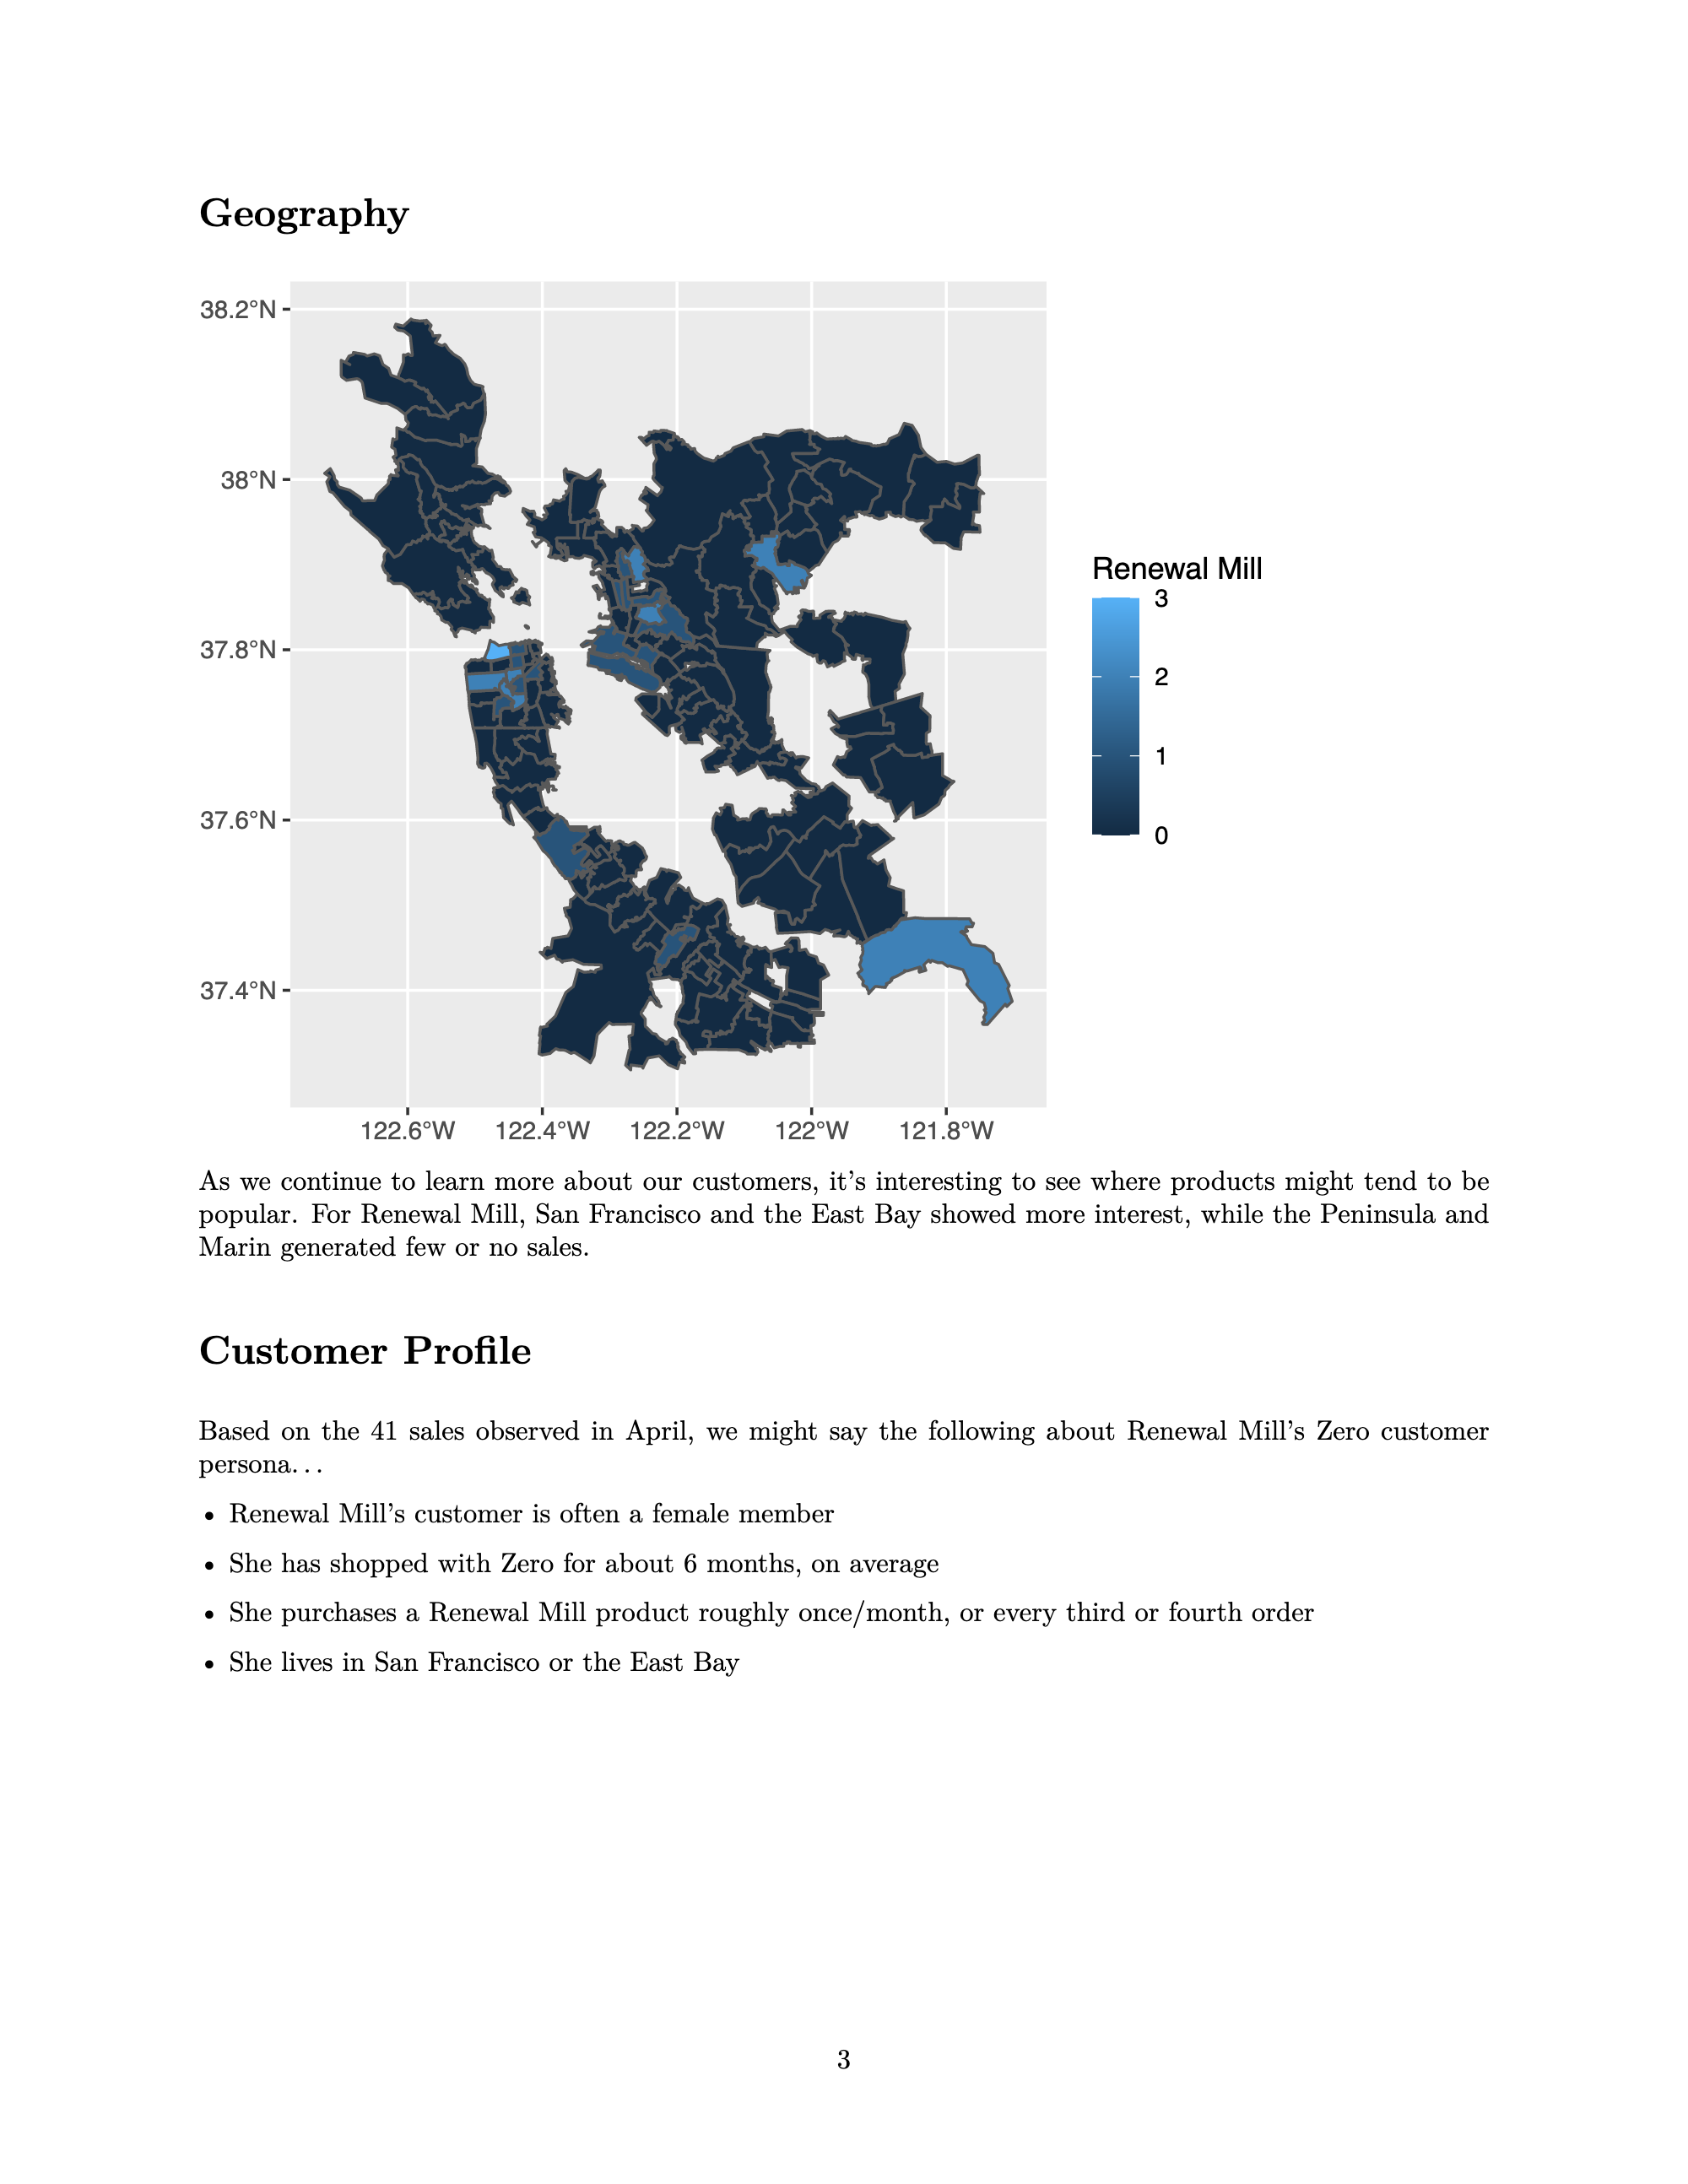 Geography
38.2°N
38°N
37.8°N
37.6°N
37.4°N
122.6°W 122.4°W 122.2°W 122°W 121.8°W
Renewal Mill
3
2
1
0
As we continue to learn more about our customers, it's interesting to see where products might tend to be
popular. For Renewal Mill, San Francisco and the East Bay showed more interest, while the Peninsula and
Marin generated few or no sales.
Customer Profile
Based on the 41 sales observed in April, we might say the following about Renewal Mill's Zero customer
persona...
• Renewal Mill's customer is often a female member
• She has shopped with Zero for about 6 months, on average
• She purchases a Renewal Mill product roughly once/month, or every third or fourth order
• She lives in San Francisco or the East Bay
3